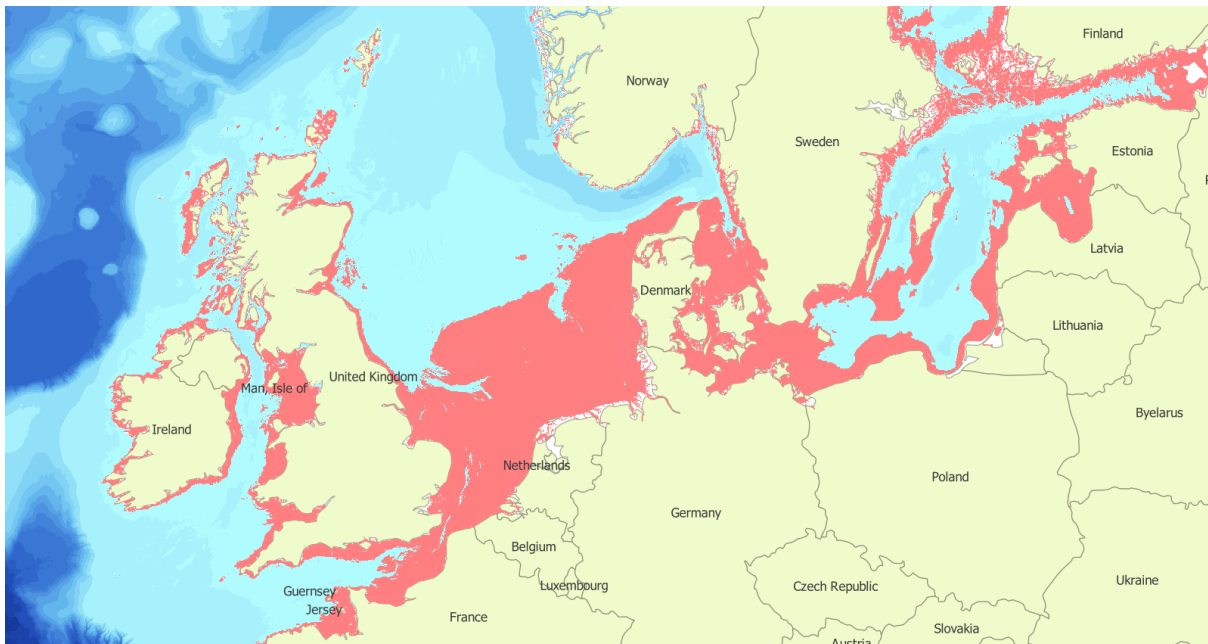 Finland
Norway
Sweden
Estonia
Latvia
Denmark
Lithuania
United Kingdom
Man, Isle of
Byelarus
Ireland
Netherlands
Poland
Germany
Belgium
Ukraine
Luxembourg
Czech Republic
Guernsey
Jersey
France
Slovakia
Austria